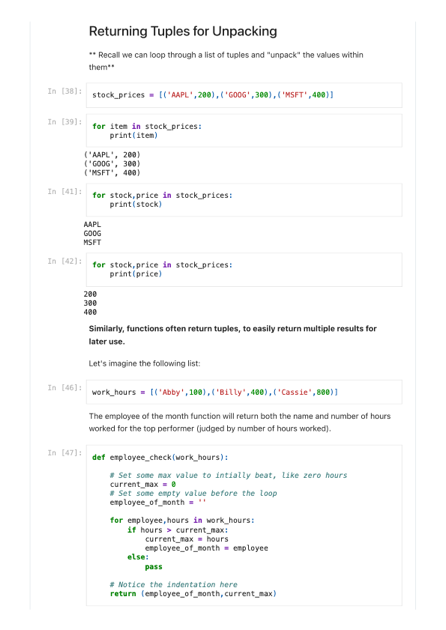 Returning Tuples for Unpacking
** Recall we can loop through a list of tuples and "unpack" the values within
them**
In [38]: stock_prices = [('AAPL',200),('GOOG',300),('MSFT',400)]
In [39]: for item in stock_prices:
    print(item)
('AAPL', 200)
('GOOG', 300)
('MSFT', 400)
In [41]: for stock,price in stock_prices:
    print(stock)
AAPL
GOOG
MSFT
In [42]: for stock,price in stock_prices:
    print(price)
200
300
400
Similarly, functions often return tuples, to easily return multiple results for
later use.
Let's imagine the following list:
In [46]: work_hours = [('Abby',100),('Billy',400),('Cassie',800)]
The employee of the month function will return both the name and number of hours
worked for the top performer (judged by number of hours worked).
In [47]: def employee_check(work_hours):
    # Set some max value to intially beat, like zero hours
    current_max = 0
    # Set some empty value before the loop
    employee_of_month = ''
    for employee,hours in work_hours:
        if hours > current_max:
            current_max = hours
            employee_of_month = employee
        else:
            pass
    # Notice the indentation here
    return (employee_of_month,current_max)